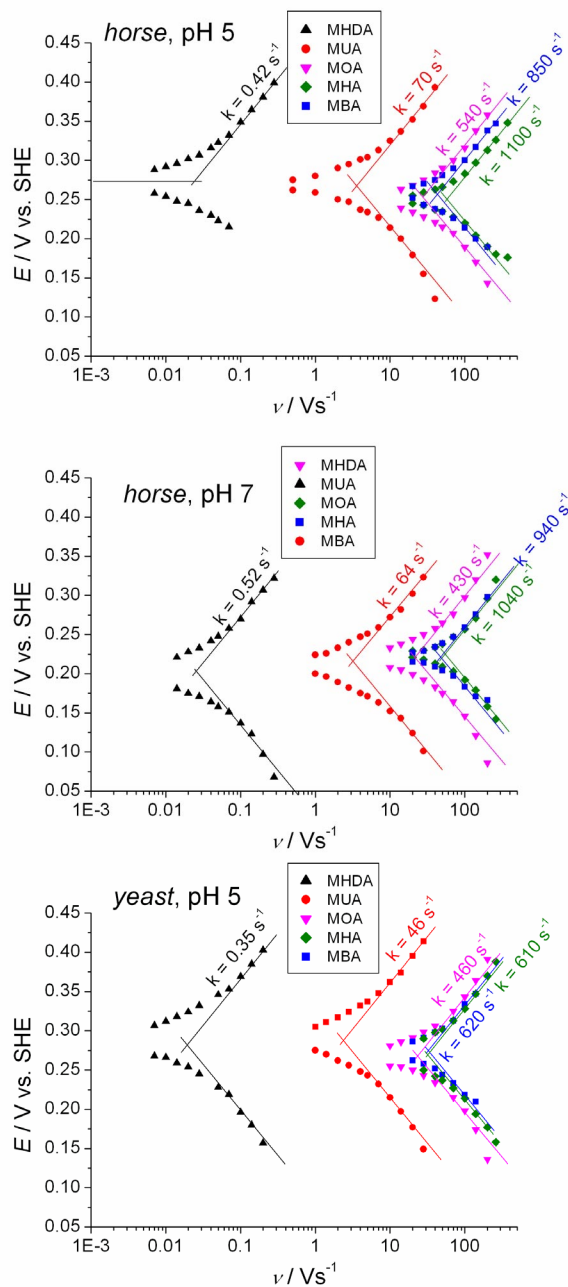 horse, pH 5
MHDA
MUA
MOA
MHA
MBA
k = 0.42 s⁻¹
k = 70 s⁻¹
k = 540 s⁻¹
k = 850 s⁻¹
k = 1100 s⁻¹
E / V vs. SHE
0.45
0.40
0.35
0.30
0.25
0.20
0.15
0.10
0.05
1E-3
0.01
0.1
1
10
100
ν / Vs⁻¹
horse, pH 7
MHDA
MUA
MOA
MHA
MBA
k = 0.52 s⁻¹
k = 64 s⁻¹
k = 430 s⁻¹
k = 940 s⁻¹
k = 1040 s⁻¹
E / V vs. SHE
0.45
0.40
0.35
0.30
0.25
0.20
0.15
0.10
0.05
1E-3
0.01
0.1
1
10
100
ν / Vs⁻¹
yeast, pH 5
MHDA
MUA
MOA
MHA
MBA
k = 0.35 s⁻¹
k = 46 s⁻¹
k = 460 s⁻¹
k = 610 s⁻¹
k = 620 s⁻¹
E / V vs. SHE
0.45
0.40
0.35
0.30
0.25
0.20
0.15
0.10
0.05
1E-3
0.01
0.1
1
10
100
ν / Vs⁻¹